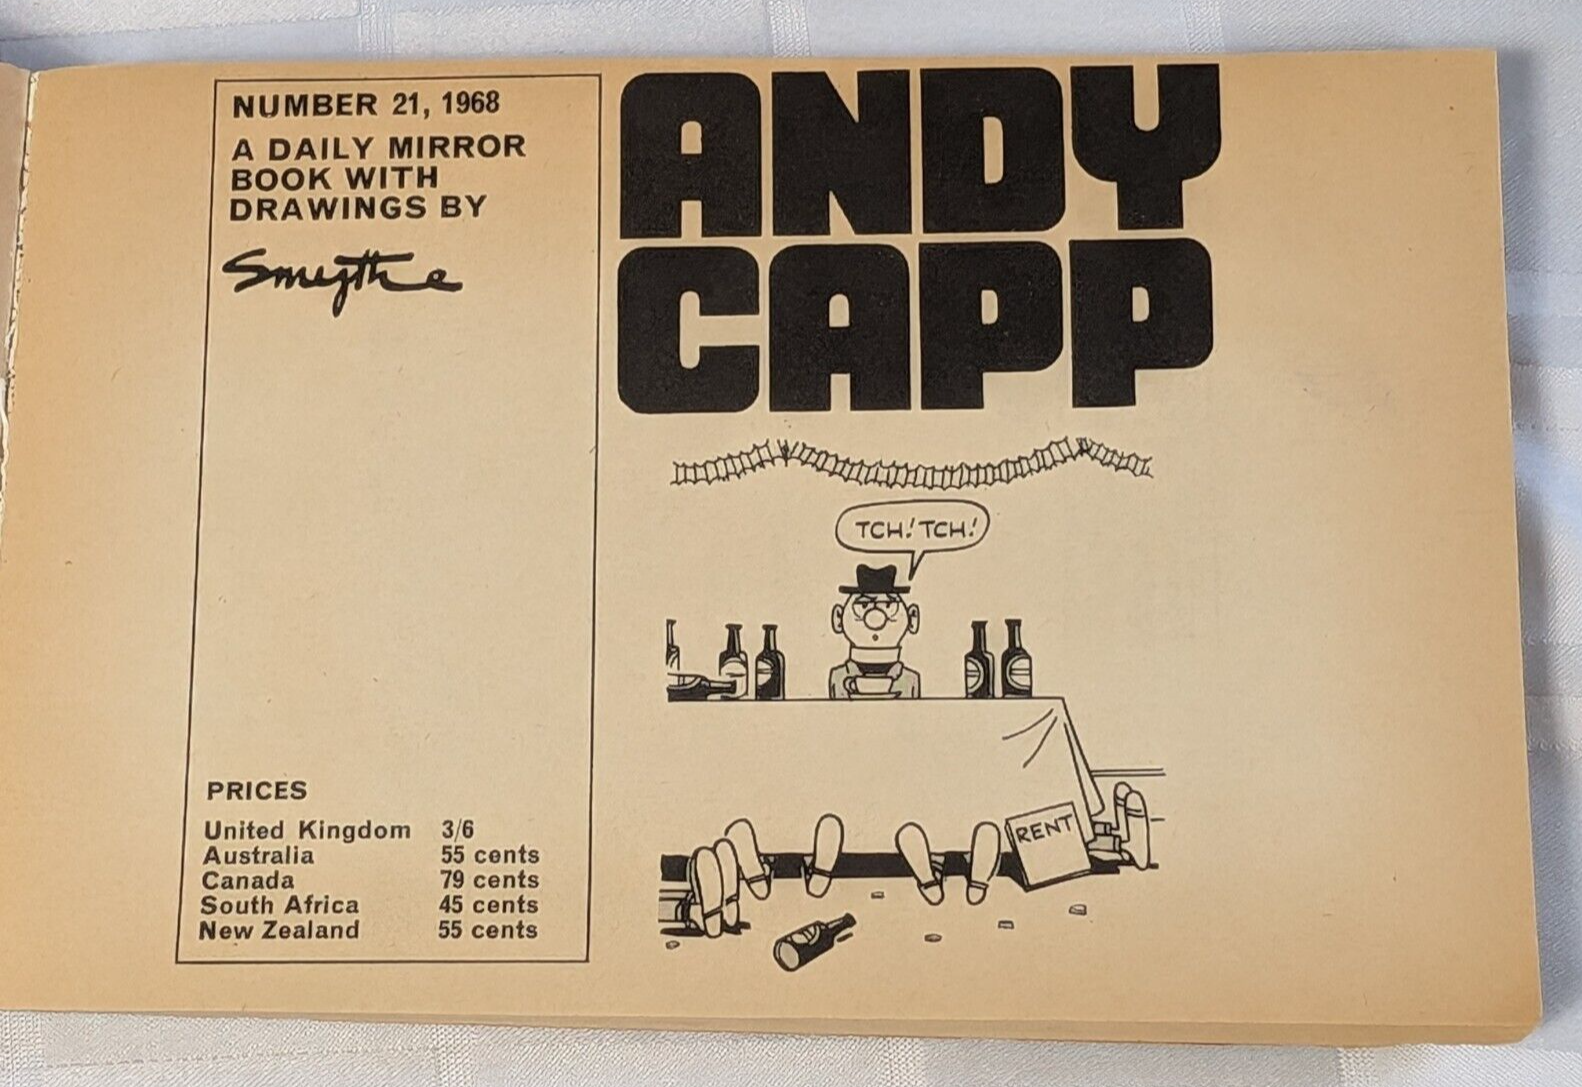 NUMBER 21, 1968
A DAILY MIRROR
BOOK WITH
DRAWINGS BY
Smythe
PRICES
United Kingdom 3/6
Australia 55 cents
Canada 79 cents
South Africa 45 cents
New Zealand 55 cents
ANDY
CAPP
TCH! TCH!
RENT